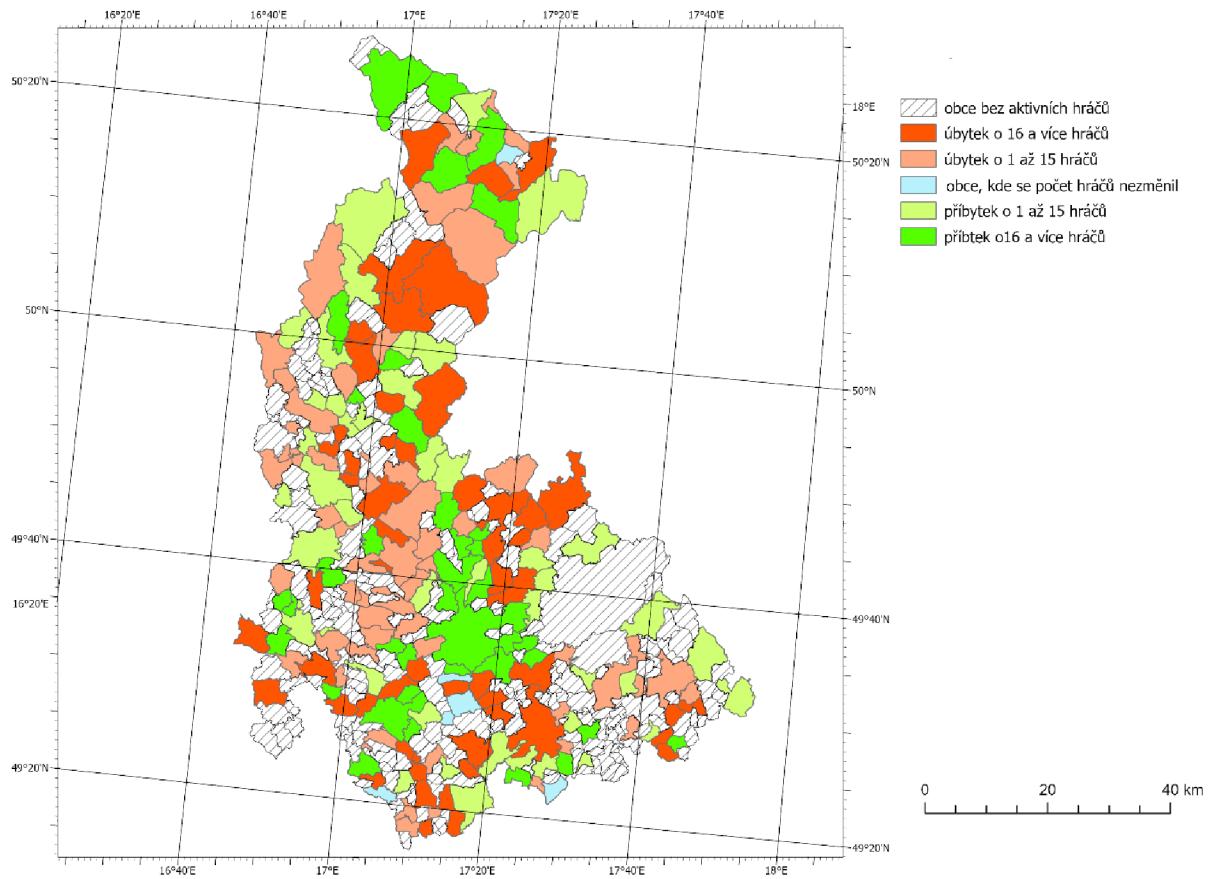 16°20'E 16°40'E 17°E 17°20'E 17°40'E
50°20'N
18°E
50°20'N
50°N
50°N
49°40'N
16°20'E
49°40'N
49°20'N
49°20'N
16°40'E 17°E 17°20'E 17°40'E 18°E
obce bez aktivních hráčů
úbytek o 16 a více hráčů
úbytek o 1 až 15 hráčů
obce, kde se počet hráčů nezměnil
příbytek o 1 až 15 hráčů
příbtek o16 a více hráčů
0 20 40 km